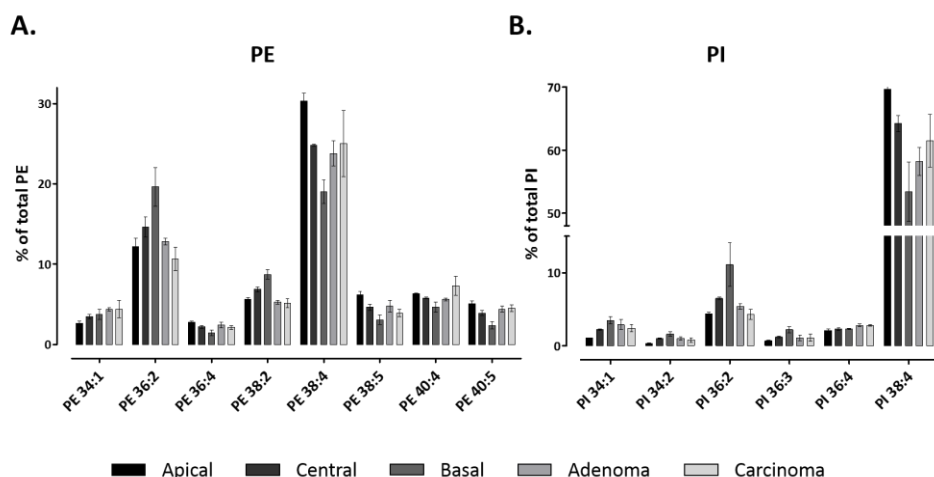 A.
PE
% of total PE
30
20
10
0
PE 34:1
PE 36:2
PE 36:4
PE 38:2
PE 38:4
PE 38:5
PE 40:4
PE 40:5
B.
PI
% of total PI
70
60
50
10
0
PI 34:1
PI 34:2
PI 36:2
PI 36:3
PI 36:4
PI 38:4
Apical Central Basal Adenoma Carcinoma